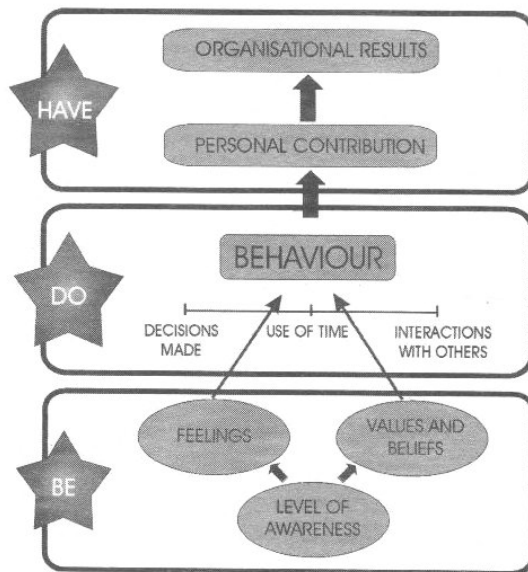 ORGANISATIONAL RESULTS
HAVE
PERSONAL CONTRIBUTION
BEHAVIOUR
DO
DECISIONS
MADE
USE OF TIME
INTERACTIONS
WITH OTHERS
FEELINGS
VALUES AND
BELIEFS
BE
LEVEL OF
AWARENESS